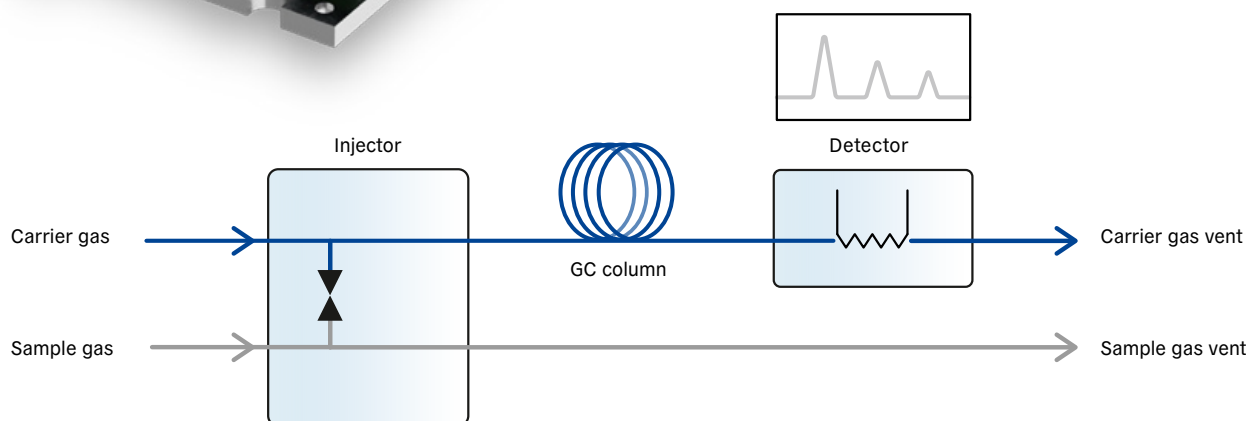 Injector
Detector
Carrier gas
GC column
Carrier gas vent
Sample gas
Sample gas vent